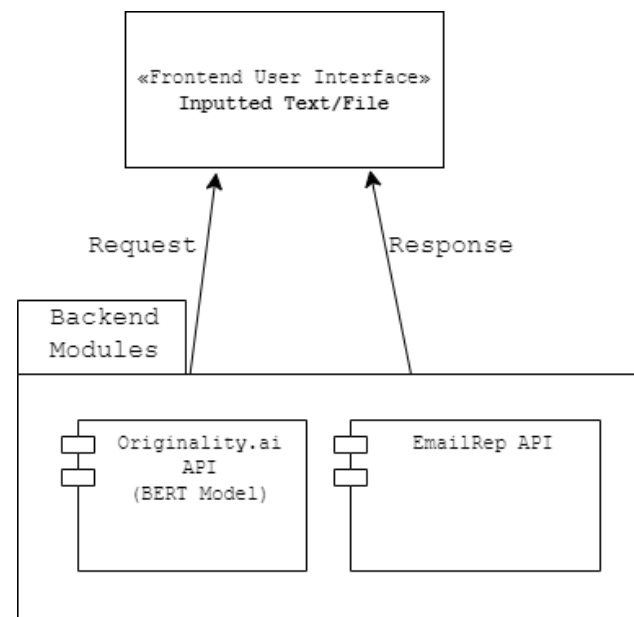 «Frontend User Interface»
Inputted Text/File
Request
Response
Backend
Modules
Originality.ai
API
(BERT Model)
EmailRep API